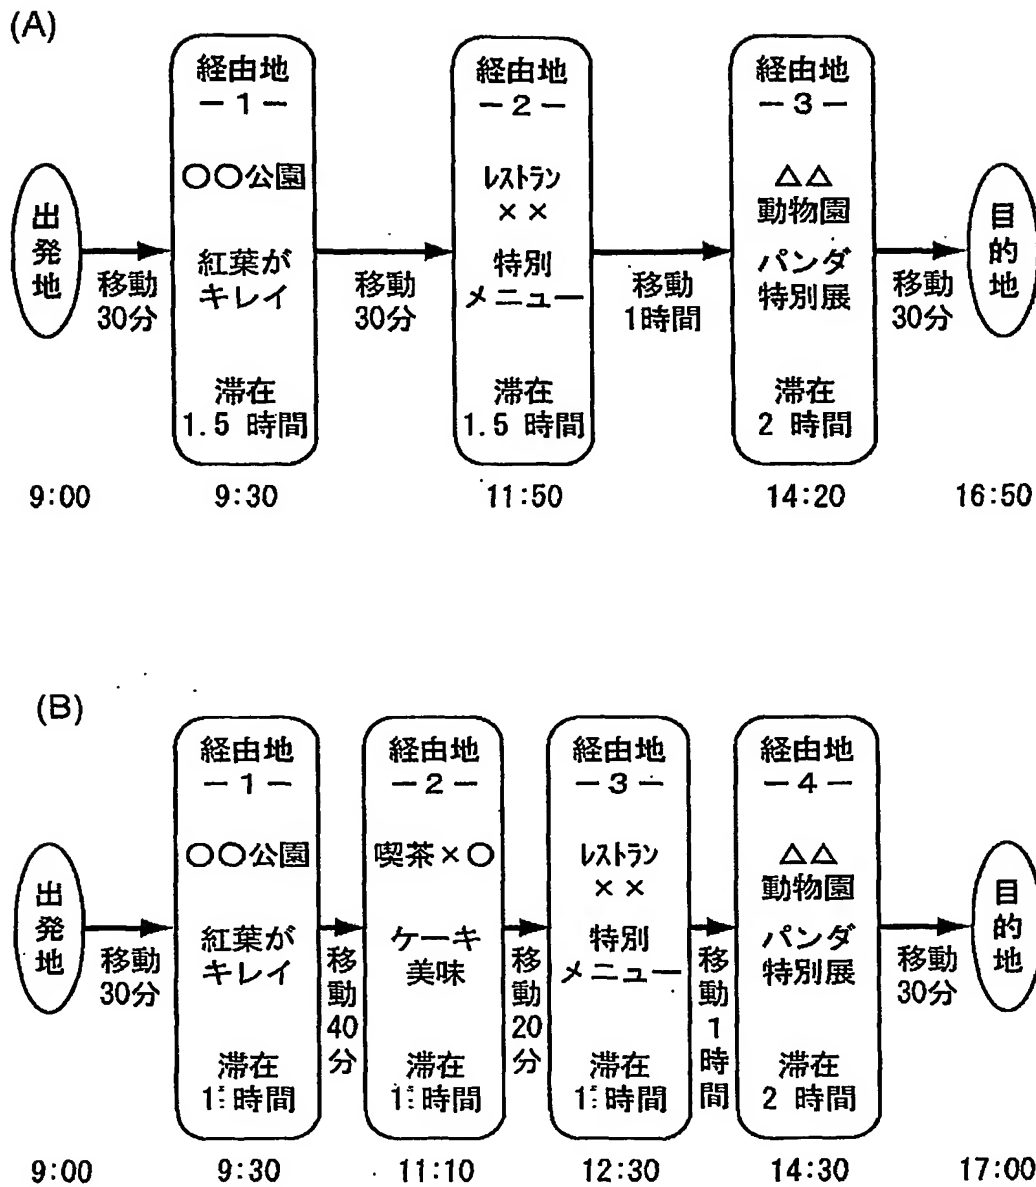 (A)
出発地
移動
30分
経由地
－1－
○○公園
紅葉が
キレイ
滞在
1.5 時間
移動
30分
経由地
－2－
レストラン
××
特別
メニュー
滞在
1.5 時間
移動
1時間
経由地
－3－
△△
動物園
パンダ
特別展
滞在
2 時間
移動
30分
目的地
9:00
9:30
11:50
14:20
16:50
(B)
出発地
移動
30分
経由地
－1－
○○公園
紅葉が
キレイ
滞在
1 時間
移動40分
経由地
－2－
喫茶×○
ケーキ
美味
滞在
1 時間
移動20分
経由地
－3－
レストラン
××
特別
メニュー
滞在
1 時間
移動1時間
経由地
－4－
△△
動物園
パンダ
特別展
滞在
2 時間
移動
30分
目的地
9:00
9:30
11:10
12:30
14:30
17:00